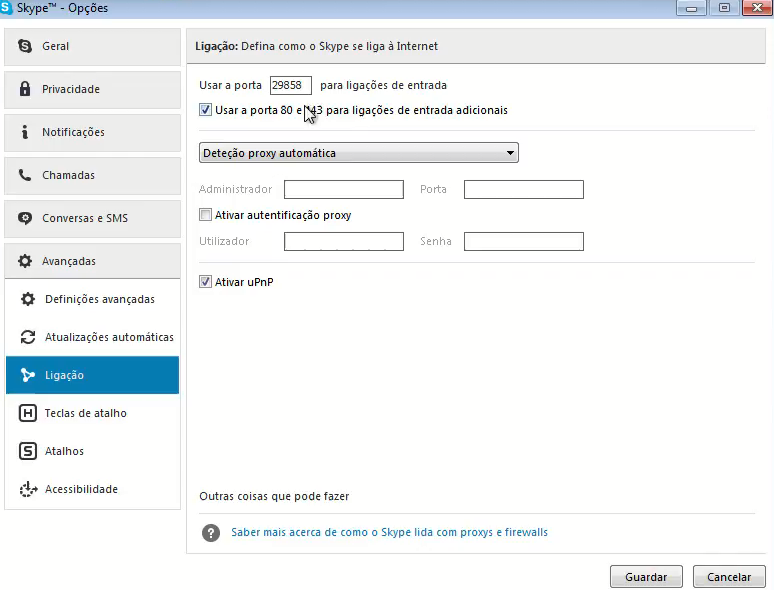 Skype™ - Opções
Geral
Privacidade
Notificações
Chamadas
Conversas e SMS
Avançadas
Definições avançadas
Atualizações automáticas
Ligação
Teclas de atalho
Atalhos
Acessibilidade
Ligação: Defina como o Skype se liga à Internet
Usar a porta 29858 para ligações de entrada
Usar a porta 80 e 443 para ligações de entrada adicionais
Deteção proxy automática
Administrador Porta
Ativar autentificação proxy
Utilizador Senha
Ativar uPnP
Outras coisas que pode fazer
Saber mais acerca de como o Skype lida com proxys e firewalls
Guardar Cancelar